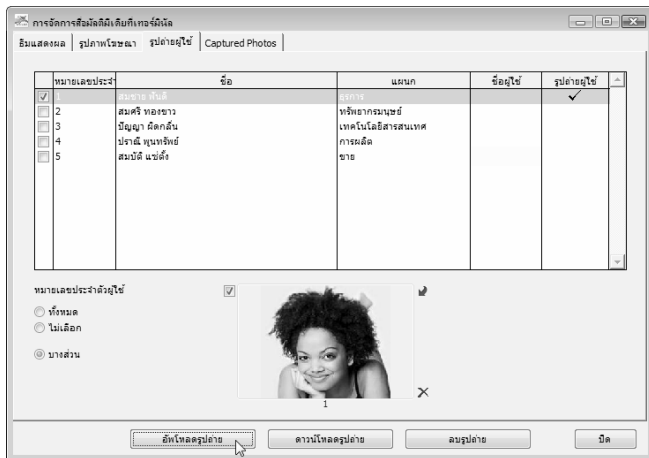 การจัดการสื่อมัลติมีเดียที่เทอร์มินัล
ธีมแสดงผล รูปภาพโฆษณา รูปถ่ายผู้ใช้ Captured Photos
หมายเลขประจำ ชื่อ แผนก ชื่อผู้ใช้ รูปถ่ายผู้ใช้
1 สมชาย พันดี ธุรการ
2 สมศรี ทองขาว ทรัพยากรมนุษย์
3 ปัญญา ผิดกลิ่น เทคโนโลยีสารสนเทศ
4 ปราณี พูนทรัพย์ การผลิต
5 สมบัติ แซ่ตั้ง ขาย
หมายเลขประจำตัวผู้ใช้
ทั้งหมด
ไม่เลือก
บางส่วน
1
อัพโหลดรูปถ่าย ดาวน์โหลดรูปถ่าย ลบรูปถ่าย ปิด